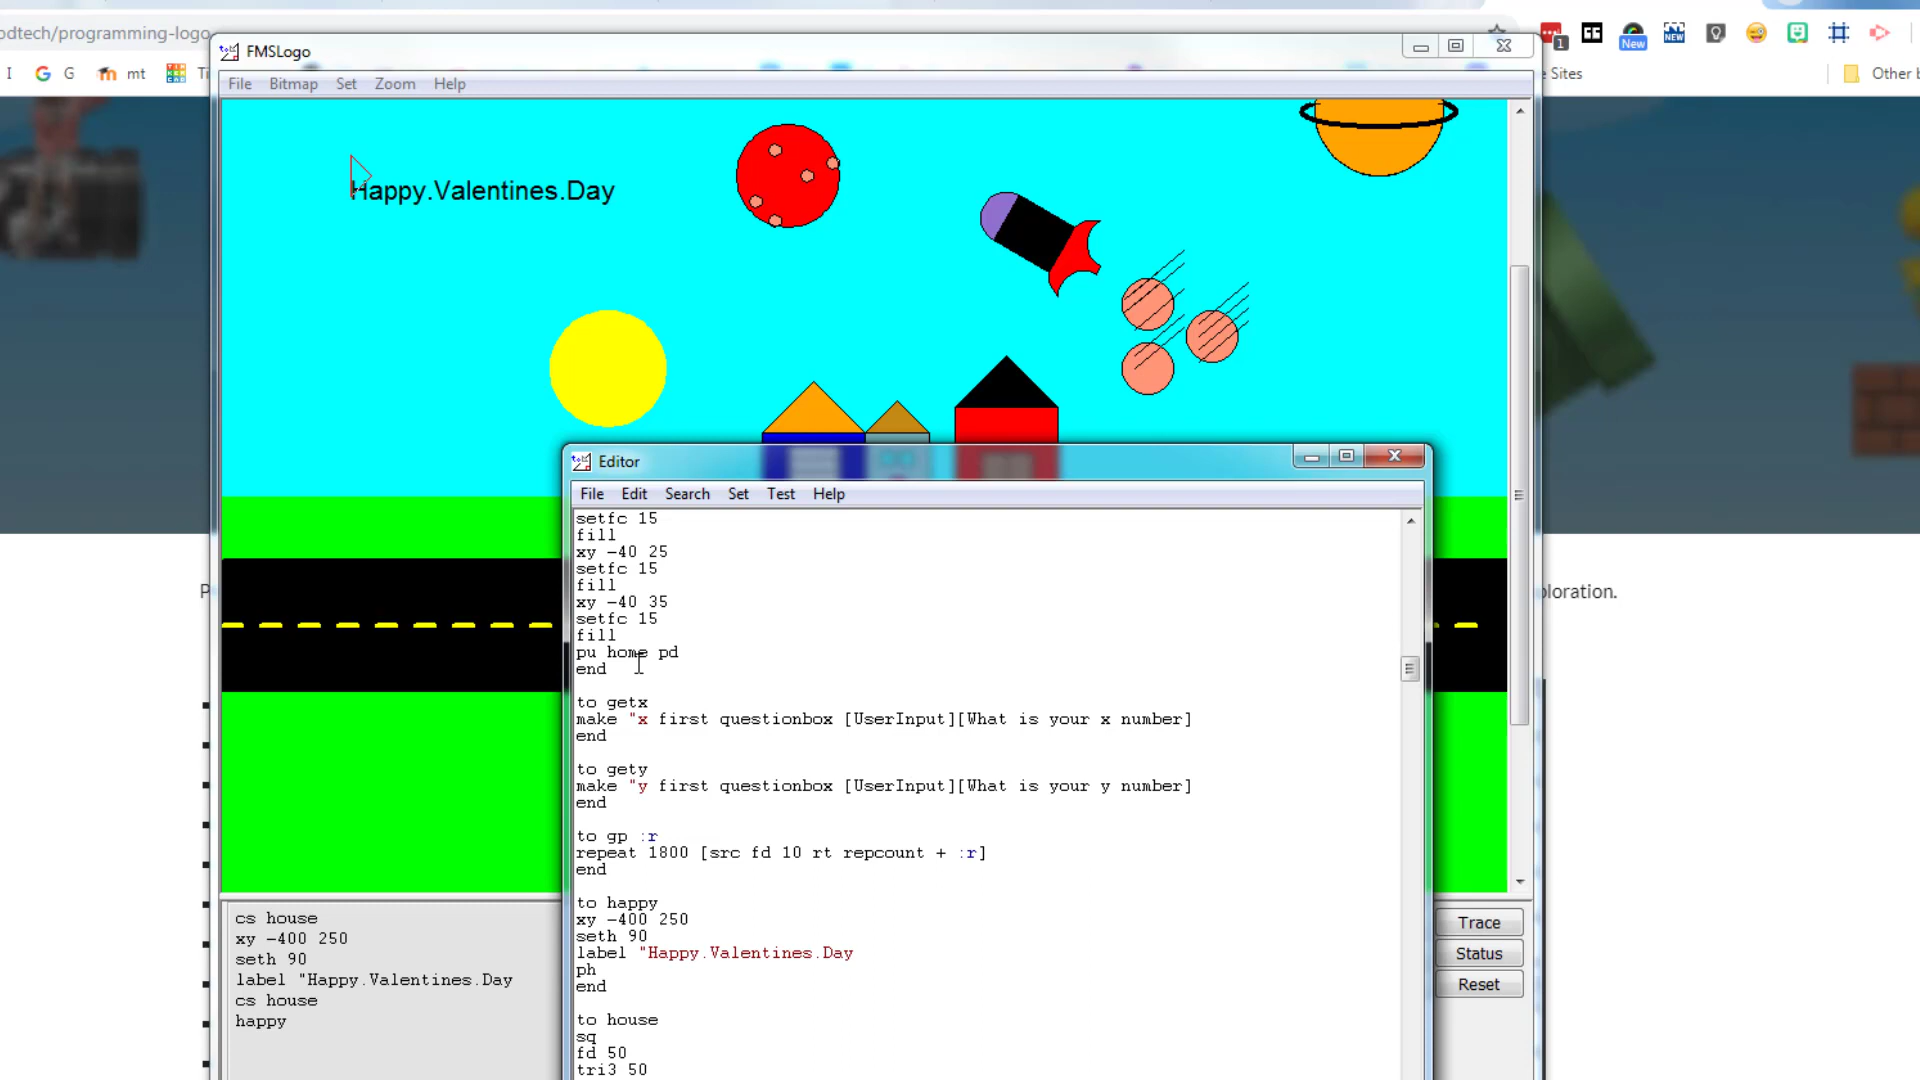 odtech/programming-logo
FMSLogo
1
New
NEW
I G G mt Ti
e Sites
Other b
File Bitmap Set Zoom Help
Happy.Valentines.Day
Editor
File Edit Search Set Test Help
setfc 15
fill
xy -40 25
setfc 15
fill
xy -40 35
setfc 15
fill
pu home pd
end
to getx
make "x first questionbox [UserInput][What is your x number]
end
to gety
make "y first questionbox [UserInput][What is your y number]
end
to gp :r
repeat 1800 [src fd 10 rt repcount + :r]
end
to happy
xy -400 250
seth 90
label "Happy.Valentines.Day
ph
end
to house
sq
fd 50
tri3 50
P
loration.
cs house
xy -400 250
seth 90
label "Happy.Valentines.Day
cs house
happy
Trace
Status
Reset